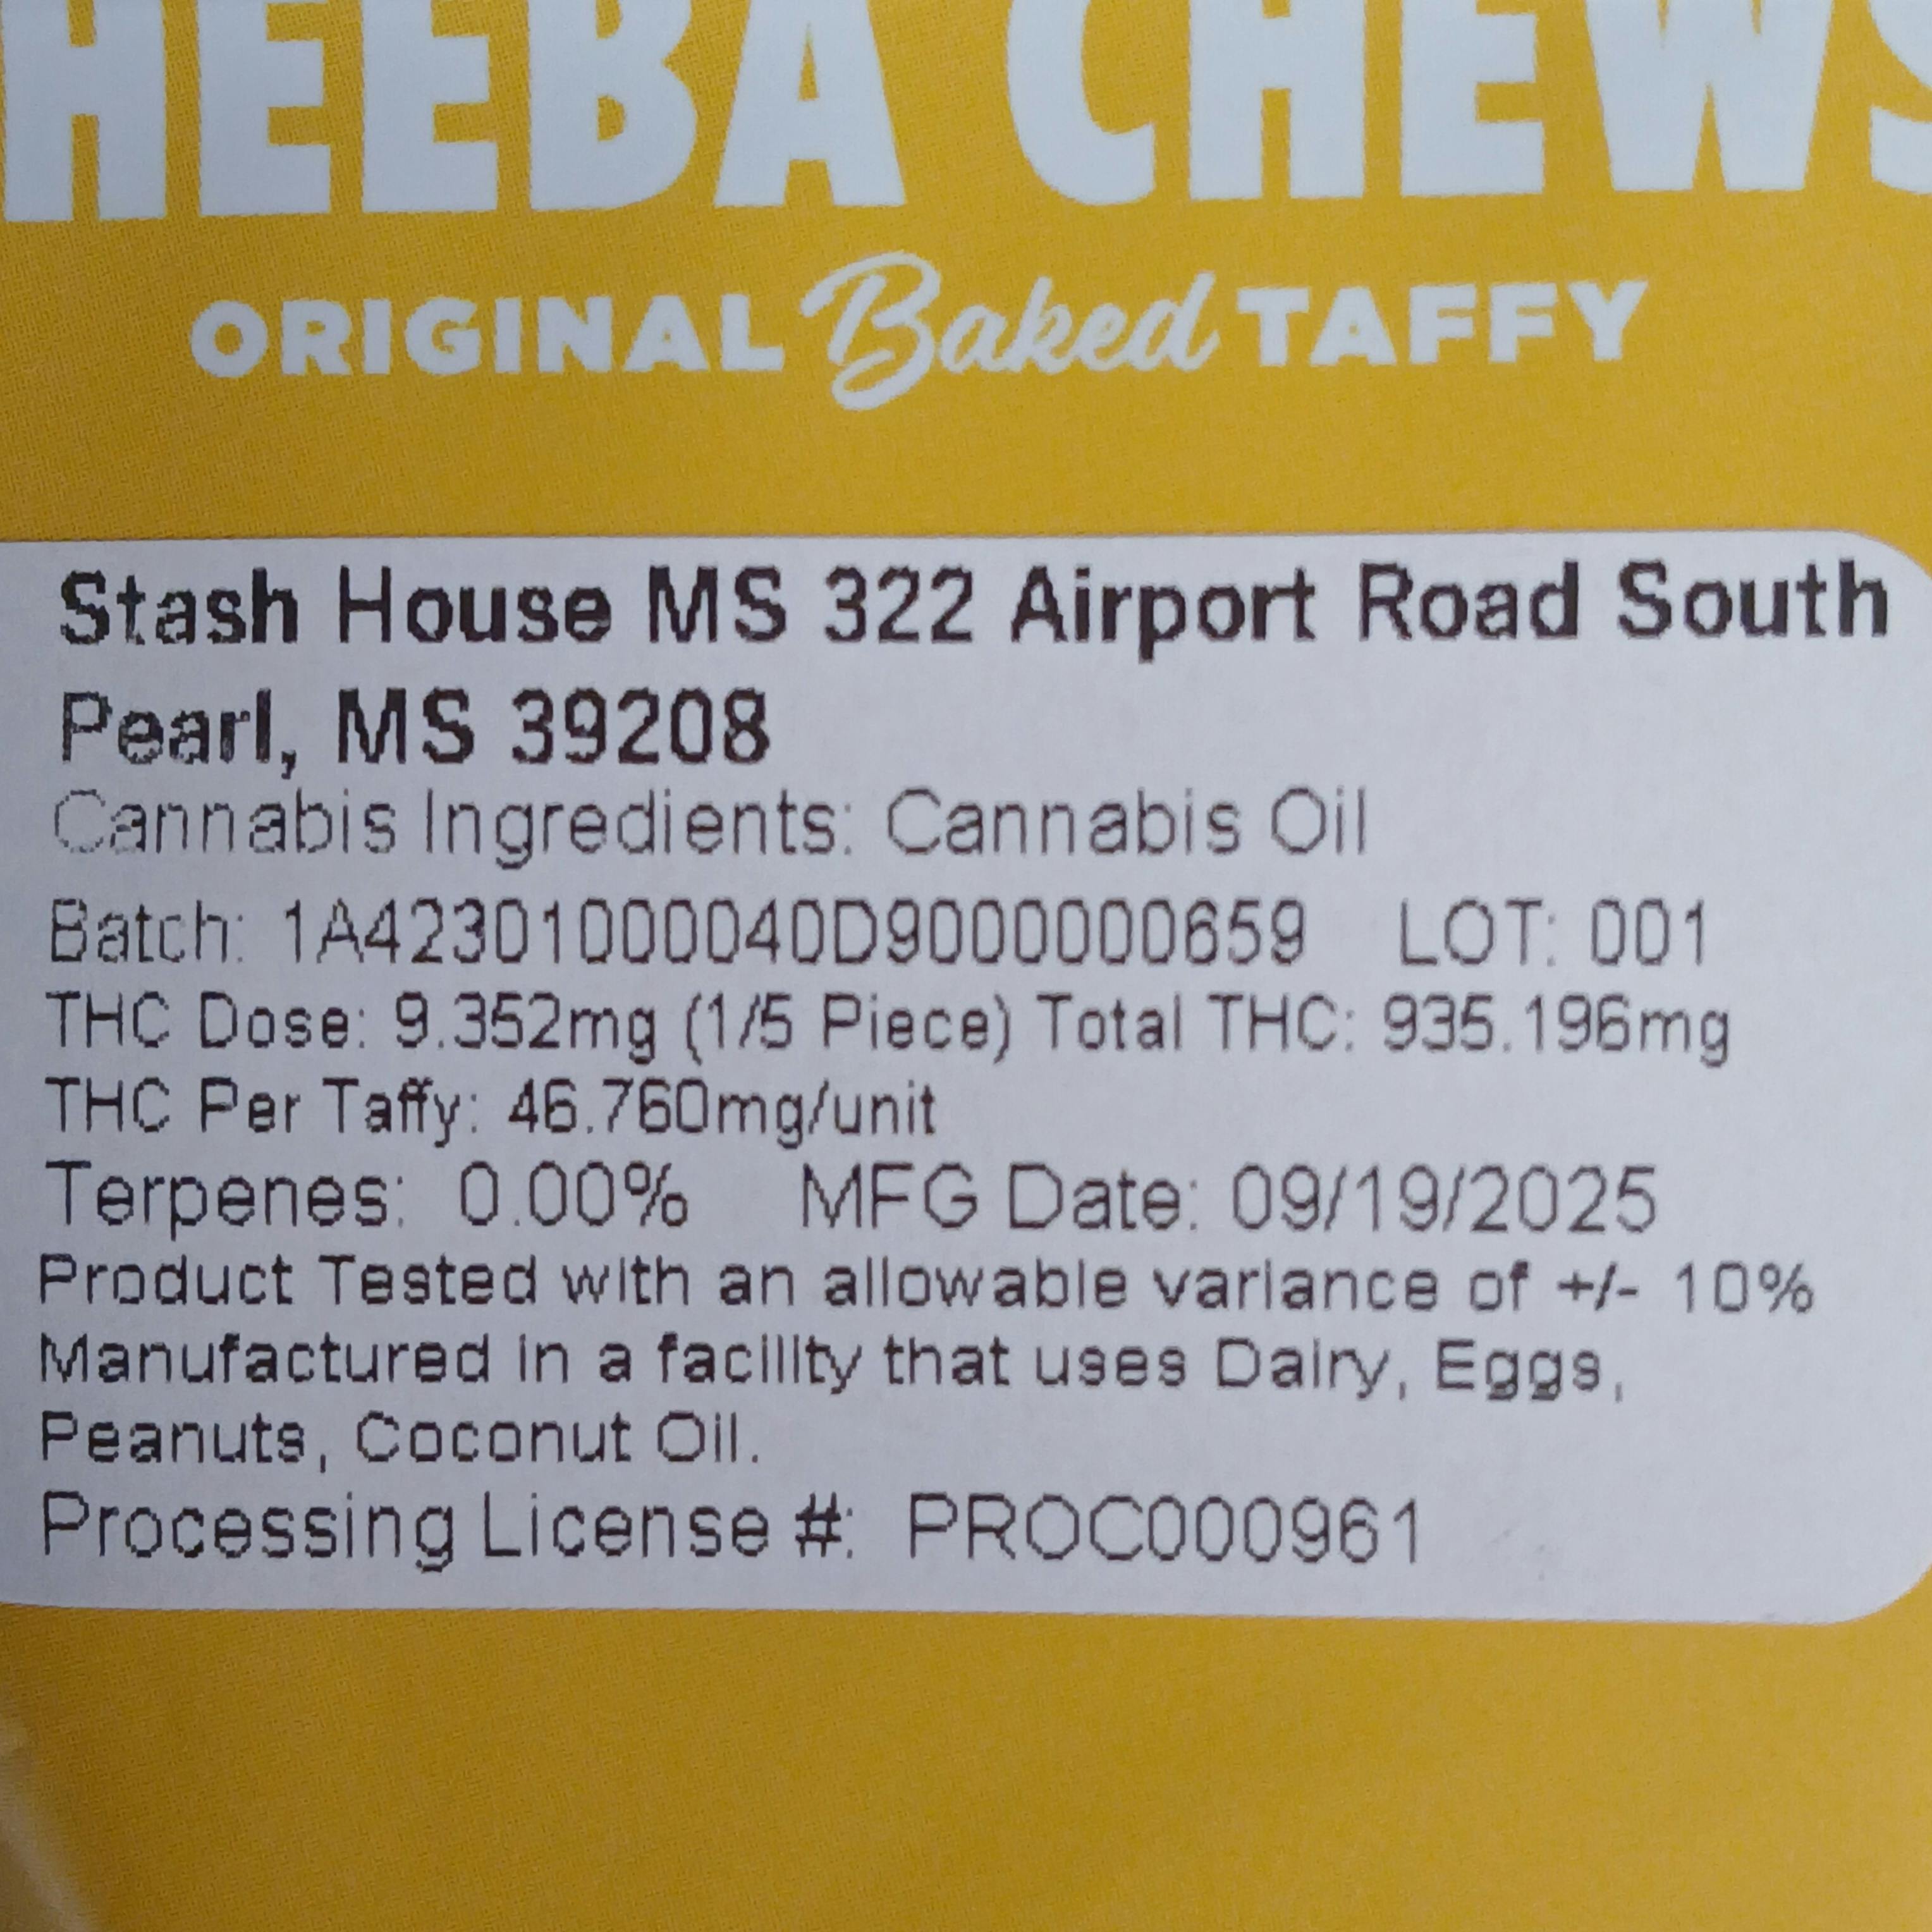 HEEBA CHEWS
ORIGINAL Baked TAFFY
Stash House MS 322 Airport Road South
Pearl, MS 39208
Cannabis Ingredients: Cannabis Oil
Batch: 1A42301000040D9000000659 LOT: 001
THC Dose: 9.352mg (1/5 Piece) Total THC: 935.196mg
THC Per Taffy: 46.760mg/unit
Terpenes: 0.00% MFG Date: 09/19/2025
Product Tested with an allowable variance of +/- 10%
Manufactured in a facility that uses Dairy, Eggs,
Peanuts, Coconut Oil.
Processing License #: PROC000961